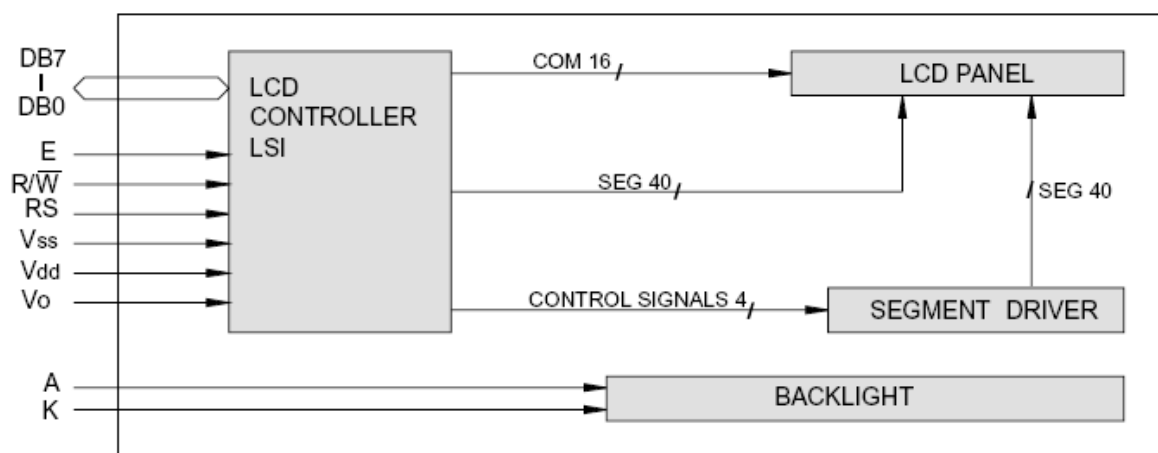 DB7
DB0
E
R/W̅
RS
Vss
Vdd
Vo
A
K
LCD
CONTROLLER
LSI
COM 16
SEG 40
CONTROL SIGNALS 4
LCD PANEL
SEG 40
SEGMENT DRIVER
BACKLIGHT